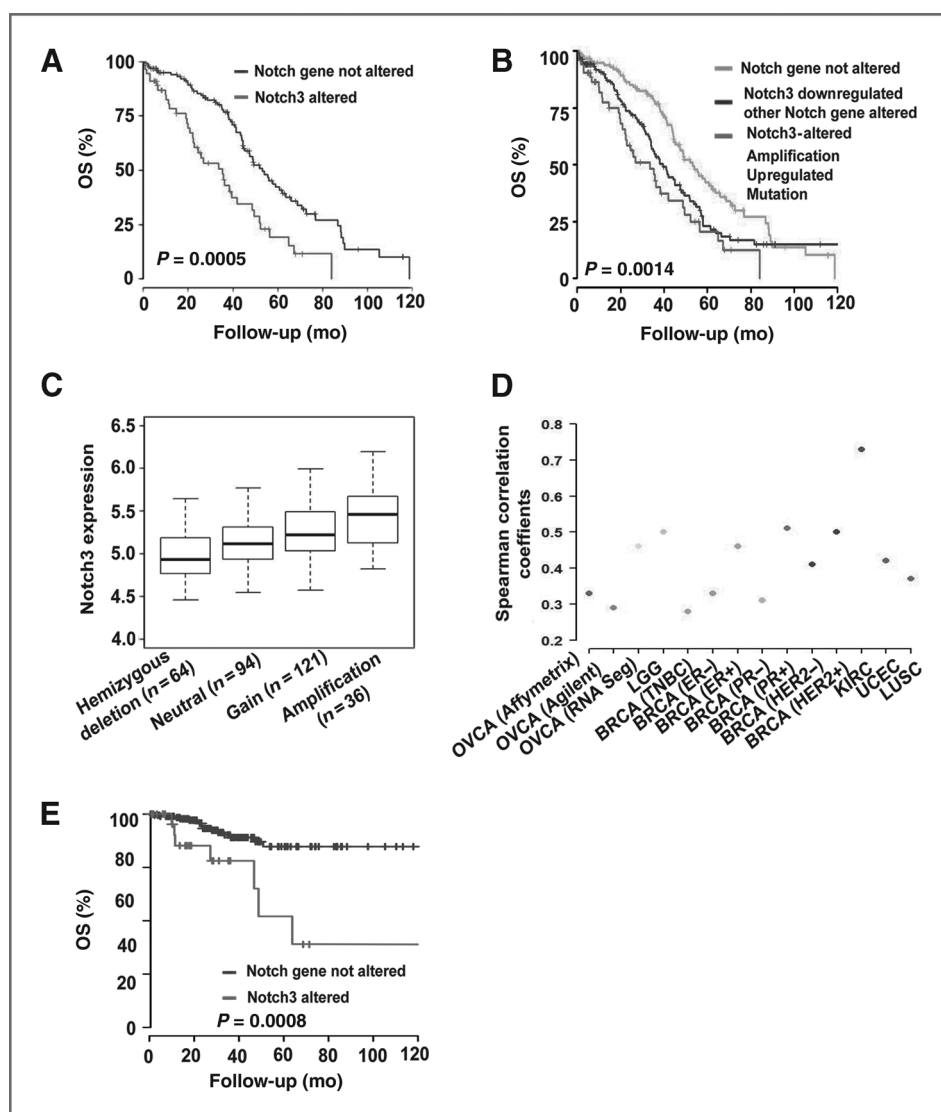 A
OS (%)
100
75
50
25
0
Notch gene not altered
Notch3 altered
P = 0.0005
0 20 40 60 80 100 120
Follow-up (mo)
B
OS (%)
100
75
50
25
0
Notch gene not altered
Notch3 downregulated
other Notch gene altered
Notch3-altered
Amplification
Upregulated
Mutation
P = 0.0014
0 20 40 60 80 100 120
Follow-up (mo)
C
Notch3 expression
6.5
6.0
5.5
5.0
4.5
4.0
Hemizygous
deletion (n = 64)
Neutral (n = 94)
Gain (n = 121)
Amplification
(n = 36)
D
Spearman correlation
coeffients
0.8
0.7
0.6
0.5
0.4
0.3
0.2
OVCA (Affymetrix)
OVCA (Agilent)
OVCA (RNA Seg)
LGG
BRCA (TNBC)
BRCA (ER–)
BRCA (ER+)
BRCA (PR–)
BRCA (PR+)
BRCA (HER2–)
BRCA (HER2+)
KIRC
UCEC
LUSC
E
OS (%)
100
80
60
40
20
0
Notch gene not altered
Notch3 altered
P = 0.0008
0 20 40 60 80 100 120
Follow-up (mo)